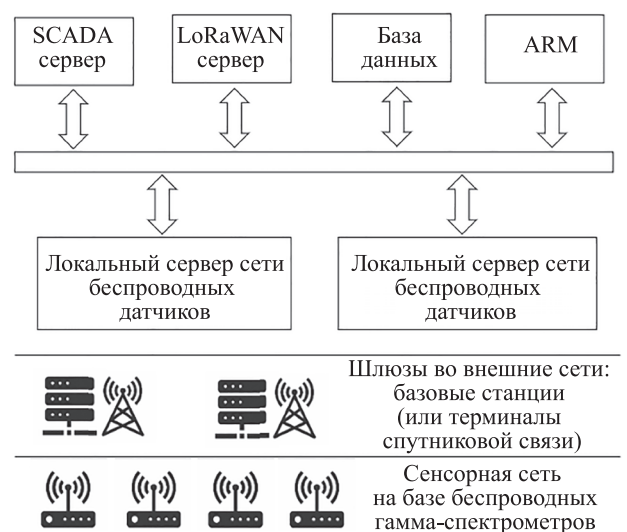 SCADA
сервер
LoRaWAN
сервер
База
данных
ARM
Локальный сервер сети
беспроводных
датчиков
Локальный сервер сети
беспроводных
датчиков
Шлюзы во внешние сети:
базовые станции
(или терминалы
спутниковой связи)
Сенсорная сеть
на базе беспроводных
гамма-спектрометров